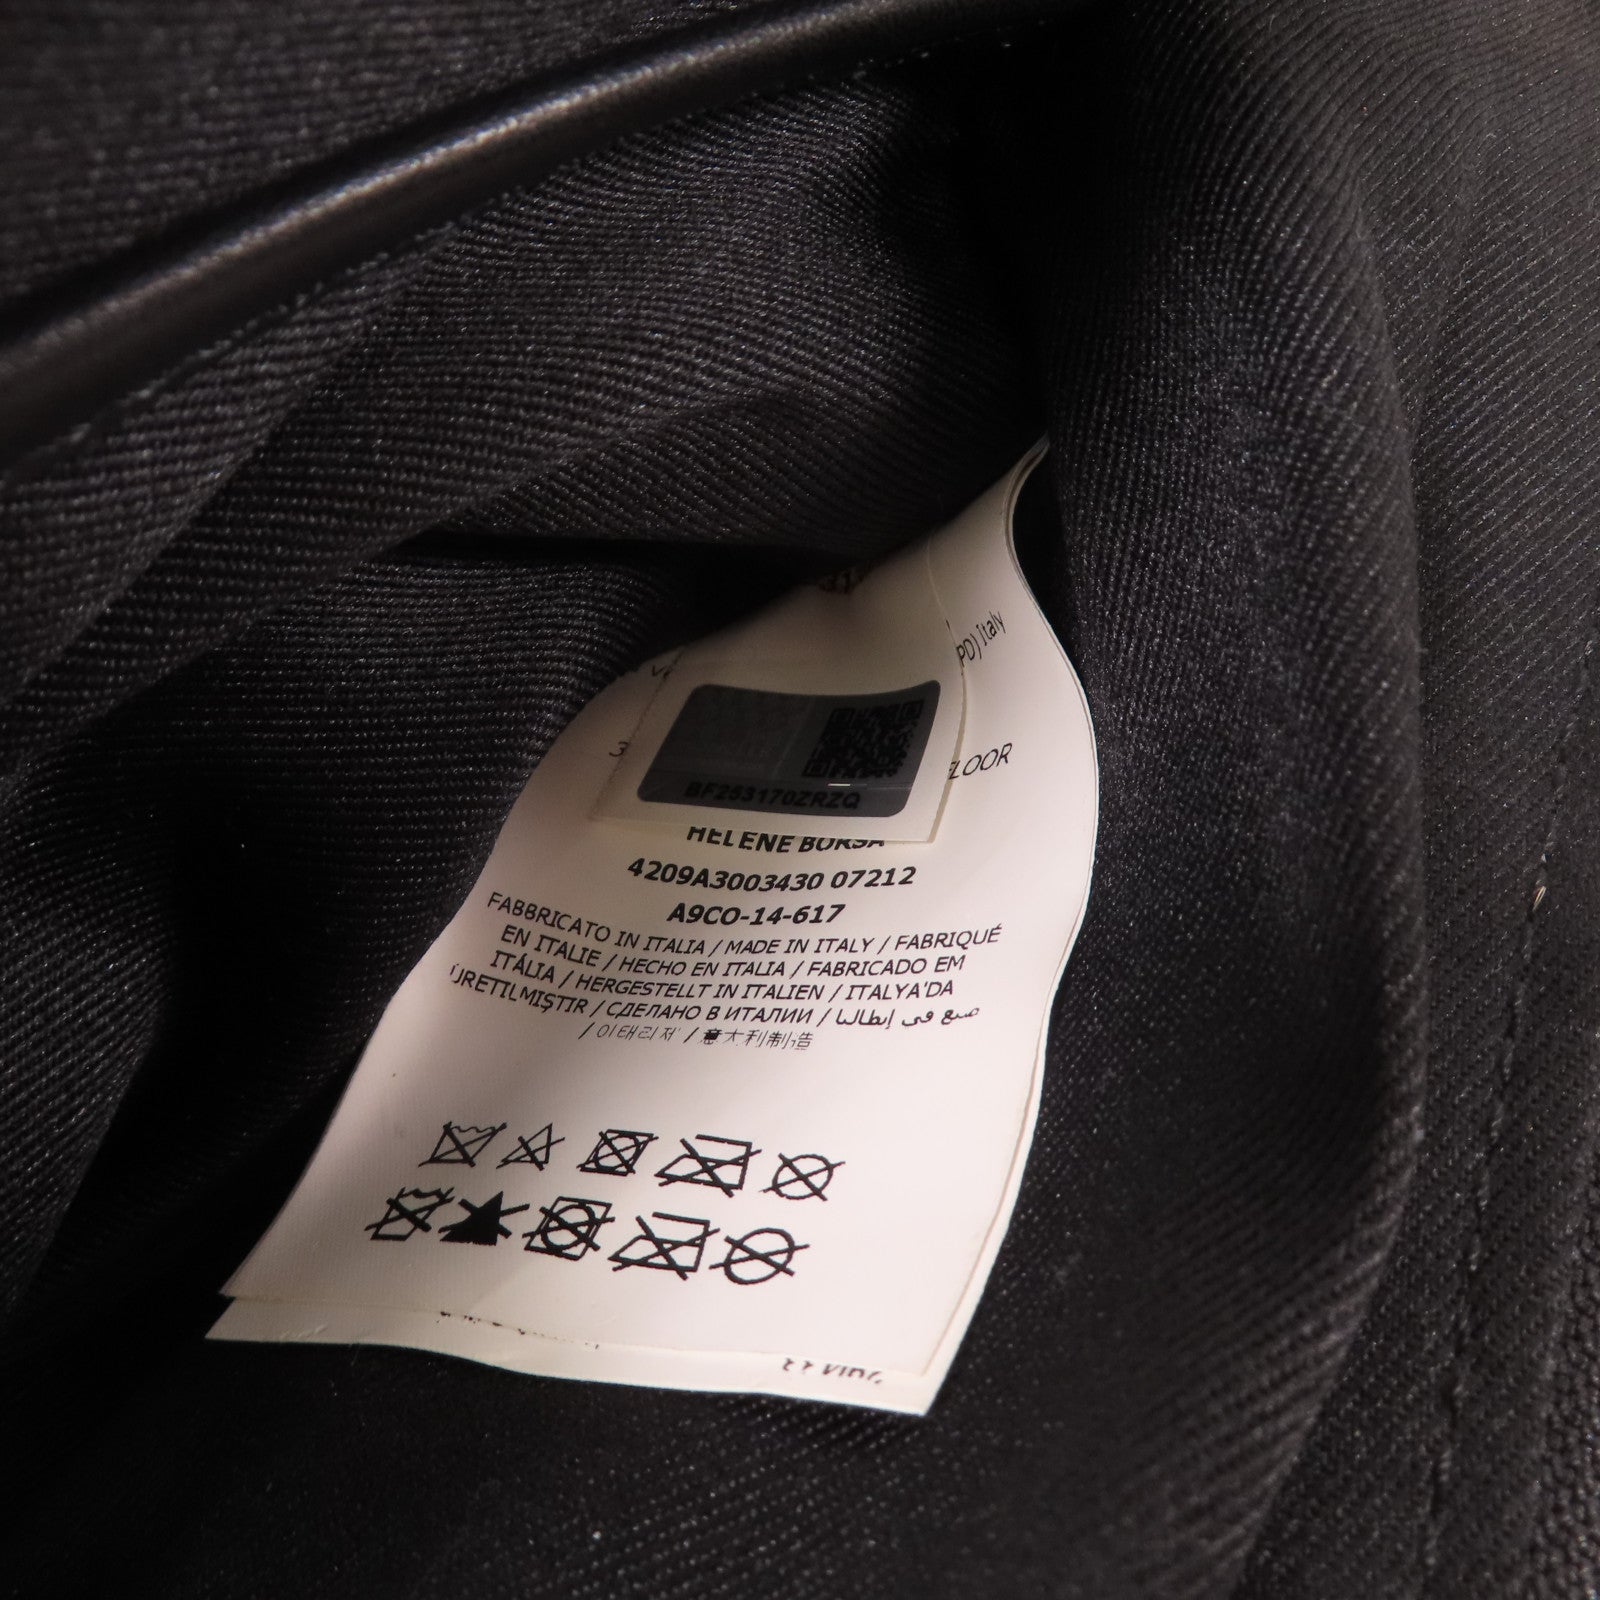 PD) Italy
BF253170ZRZQ
HELENE BORSA
4209A3003430 07212
A9CO-14-617
FABBRICATO IN ITALIA / MADE IN ITALY / FABRIQUÉ
EN ITALIE / HECHO EN ITALIA / FABRICADO EM
ITÁLIA / HERGESTELLT IN ITALIEN / ITALYA'DA
ÜRETILMIŞTIR / СДЕЛАНО В ИТАЛИИ / صنع في إيطاليا
/ 이태리제 / 意大利制造